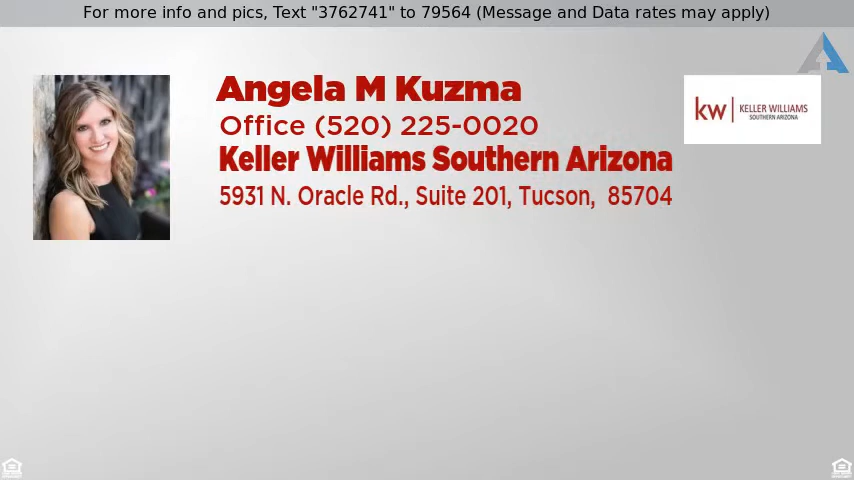 For more info and pics, Text "3762741" to 79564 (Message and Data rates may apply)
Angela M Kuzma
Office (520) 225-0020
Keller Williams Southern Arizona
5931 N. Oracle Rd., Suite 201, Tucson,  85704
kw KELLER WILLIAMS
SOUTHERN ARIZONA